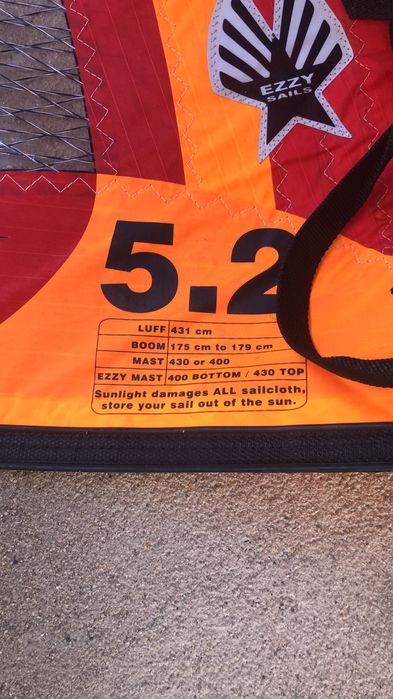 EZZY
SAILS
5.2
LUFF 431 cm
BOOM 175 cm to 179 cm
MAST 430 or 400
EZZY MAST 400 BOTTOM / 430 TOP
Sunlight damages ALL sailcloth,
store your sail out of the sun.